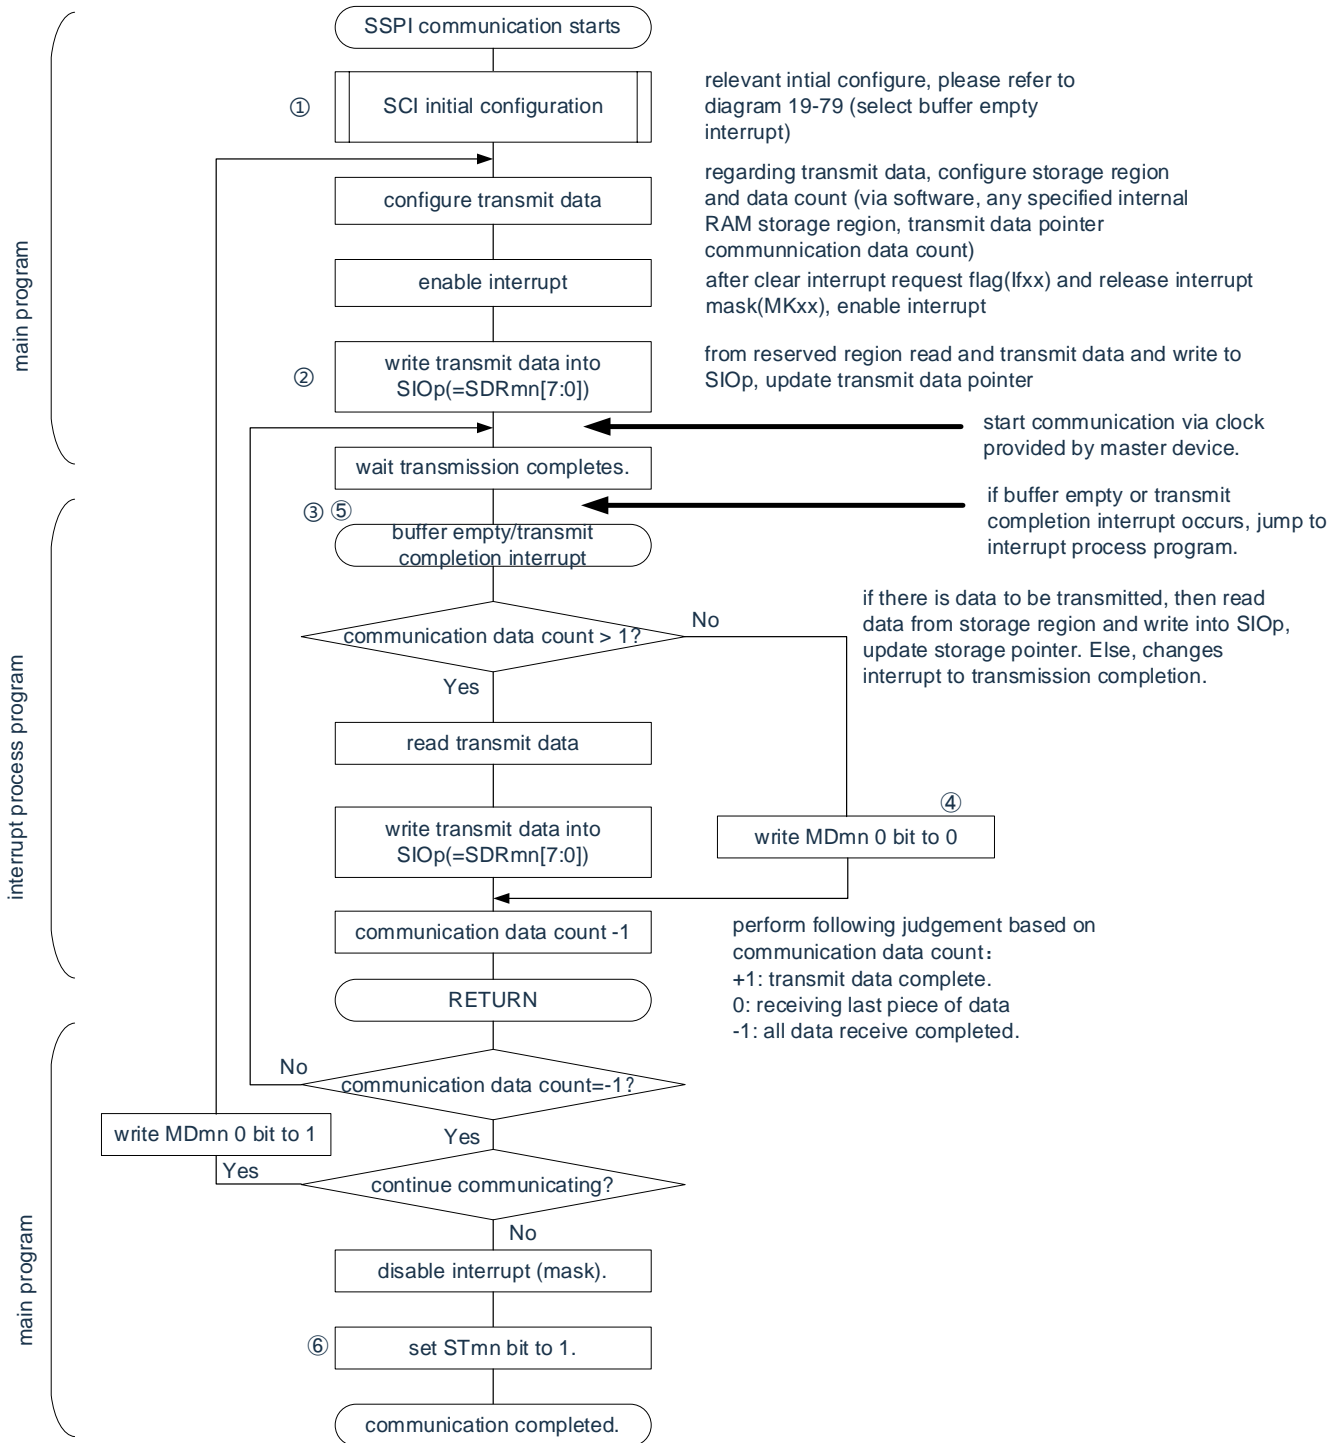 SSPI communication starts
① SCI initial configuration
relevant intial configure, please refer to
diagram 19-79 (select buffer empty
interrupt)
configure transmit data
regarding transmit data, configure storage region
and data count (via software, any specified internal
RAM storage region, transmit data pointer
communnication data count)
enable interrupt
after clear interrupt request flag(Ifxx) and release interrupt
mask(MKxx), enable interrupt
main program
②
write transmit data into
SIOp(=SDRmn[7:0])
from reserved region read and transmit data and write to
SIOp, update transmit data pointer
start communication via clock
provided by master device.
wait transmission completes.
③ ⑤
buffer empty/transmit
completion interrupt
if buffer empty or transmit
completion interrupt occurs, jump to
interrupt process program.
communication data count > 1?
No
Yes
if there is data to be transmitted, then read
data from storage region and write into SIOp,
update storage pointer. Else, changes
interrupt to transmission completion.
interrupt process program
read transmit data
write transmit data into
SIOp(=SDRmn[7:0])
④
write MDmn 0 bit to 0
communication data count -1
perform following judgement based on
communication data count：
+1: transmit data complete.
0: receiving last piece of data
-1: all data receive completed.
RETURN
No
communication data count=-1?
Yes
write MDmn 0 bit to 1
Yes
continue communicating?
No
main program
disable interrupt (mask).
⑥ set STmn bit to 1.
communication completed.